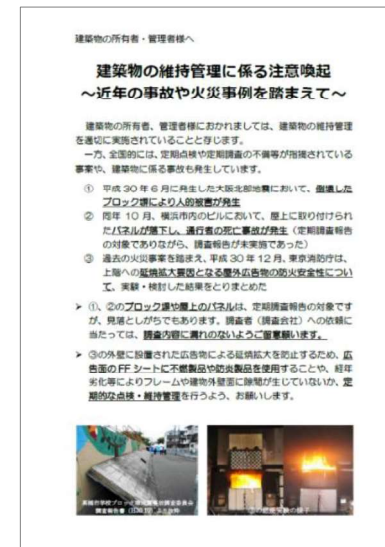 建築物の所有者・管理者様へ
建築物の維持管理に係る注意喚起
～近年の事故や火災事例を踏まえて～
建築物の所有者、管理者様におかれましては、建築物の維持管理
を適切に実施されていることと存じます。
一方、全国的には、定期点検や定期調査の不備等が指摘されている
事案や、建築物に係る事故も発生しています。
① 平成 30 年 6 月に発生した大阪北部地震において、倒壊した
ブロック塀により人的被害が発生
② 同年 10 月、横浜市内のビルにおいて、屋上に取り付けられ
たパネルが落下し、通行者の死亡事故が発生（定期調査報告
の対象でありながら、調査報告が未実施であった）
③ 過去の火災事案を踏まえ、平成 30 年 12 月、東京消防庁は、
上階への延焼拡大要因となる屋外広告物の防火安全性につい
て、実験・検討した結果をとりまとめた
➢ ①、②のブロック塀や屋上のパネルは、定期調査報告の対象です
が、見落としがちでもあります。調査者（調査会社）への依頼に
当たっては、調査内容に漏れのないようご留意願います。
➢ ③の外壁に設置された広告物による延焼拡大を防止するため、広
告面の FF シートに不燃製品や防炎製品を使用することや、経年
劣化等によりフレームや建物外壁面に隙間が生じていないか、定
期的な点検・維持管理を行うよう、お願いします。